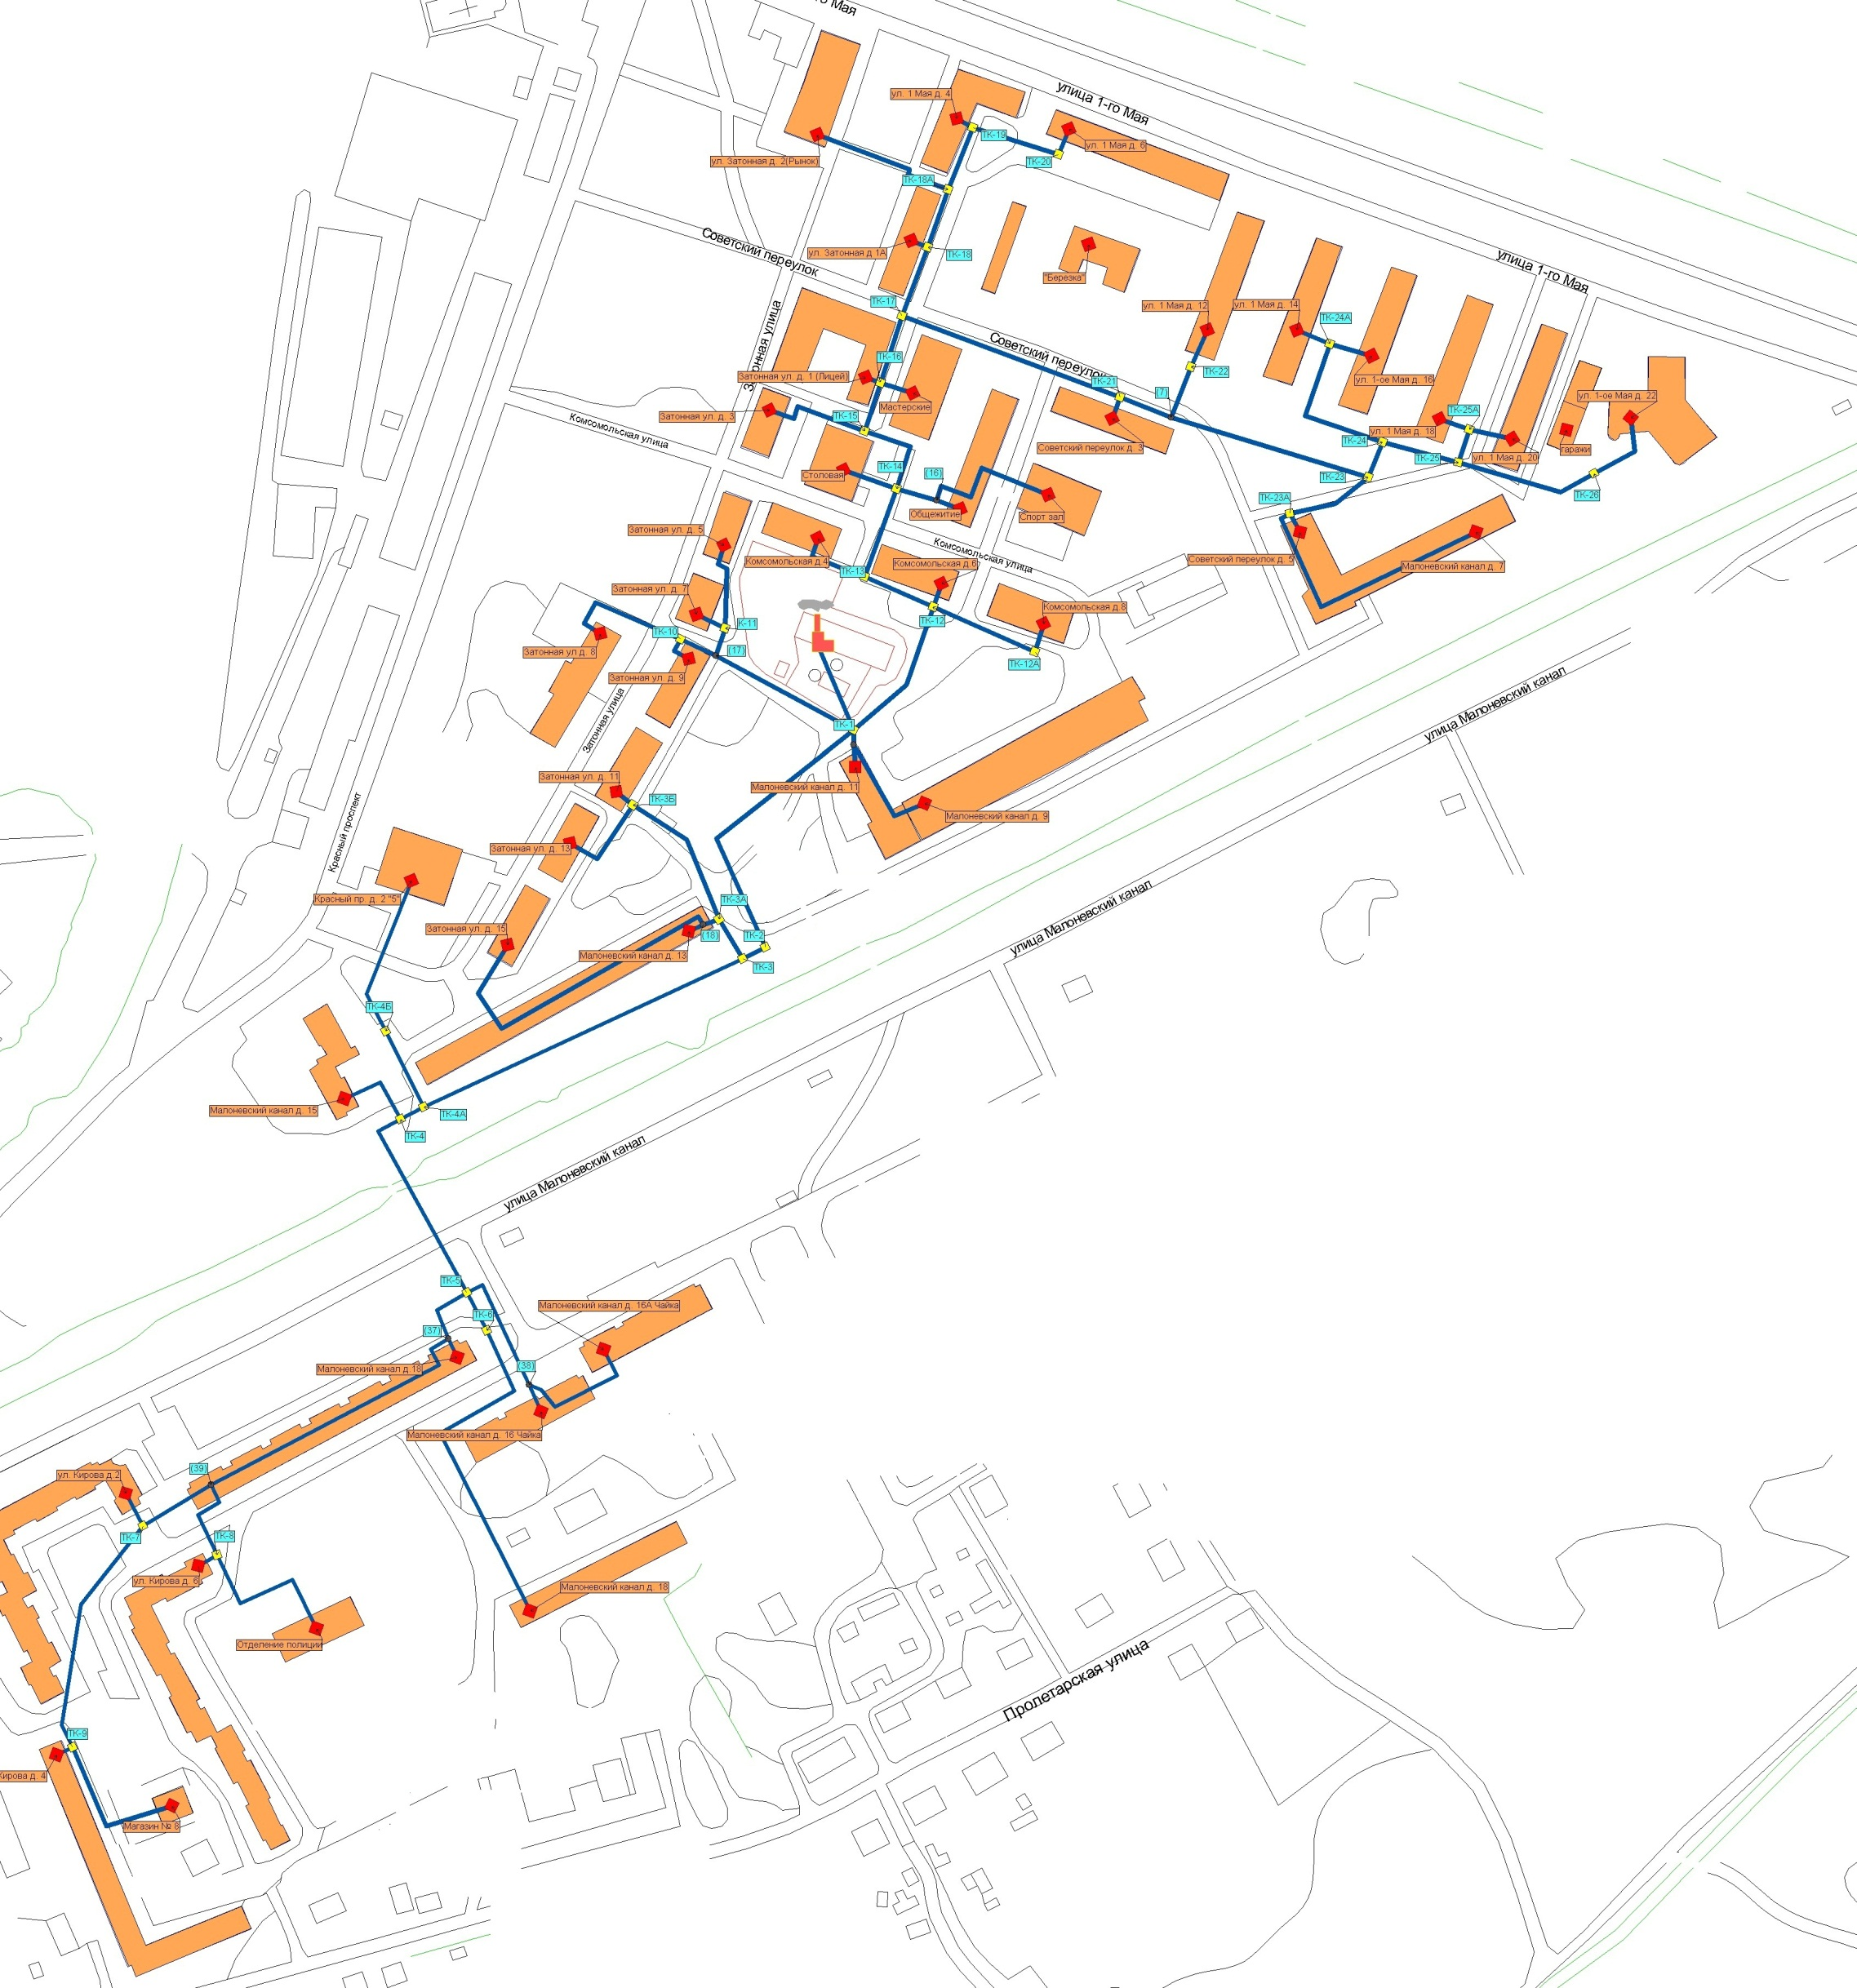 го Мая
улица 1-го Мая
ул. 1 Мая д. 4
ТК-19
ул. 1 Мая д. 6
ТК-20
ул. Затонная д. 2(Рынок)
ТК-18А
Советский переулок
ул. Затонная д 1А
ТК-18
"Березка"
улица 1-го Мая
ТК-17
ул. 1 Мая д. 12
ул. 1 Мая д. 14
ТК-24А
Затонная улица
Советский переулок
ТК-16
Затонная ул. д. 1 (Лицей)
ТК-22
ТК-21
(7)
ул. 1-ое Мая д. 16
ул. 1-ое Мая д. 22
Мастерские
Затонная ул. д. 3
ТК-15
ТК-25А
Комсомольская улица
ул. 1 Мая д. 18
ТК-24
Советский переулок д. 3
гаражи
ТК-25
ул. 1 Мая д. 20
ТК-14
(16)
Столовая
ТК-23
ТК-26
ТК-23А
Общежитие
Спорт зал
Затонная ул. д. 5
Комсомольская улица
Комсомольская д.4
Комсомольская д.6
ТК-13
Советский переулок д. 5
Малоневский канал д. 7
Затонная ул. д. 7
Комсомольская д.8
ТК-12
К-11
ТК-10
(17)
Затонная ул д. 8
ТК-12А
Затонная ул. д. 9
Затонная улица
улица Малоневский канал
ТК-1
Затонная ул. д. 11
Малоневский канал д. 11
ТК-3Б
Малоневский канал д. 9
Красный проспект
Затонная ул. д. 13
Красный пр. д. 2 "5"
ТК-3А
улица Малоневский канал
Затонная ул. д. 15
(18)
ТК-2
Малоневский канал д. 13
ТК-3
ТК-4Б
Малоневский канал д. 15
ТК-4А
ТК-4
улица Малоневский канал
ТК-5
Малоневский канал д. 16А Чайка
ТК-6
(37)
Малоневский канал д 18
(38)
Малоневский канал д. 16 Чайка
(39)
ул. Кирова д 2
ТК-7
ТК-8
ул. Кирова д. 6
Малоневский канал д. 18
Отделение полиции
Пролетарская улица
ТК-9
Кирова д. 4
Магазин № 8